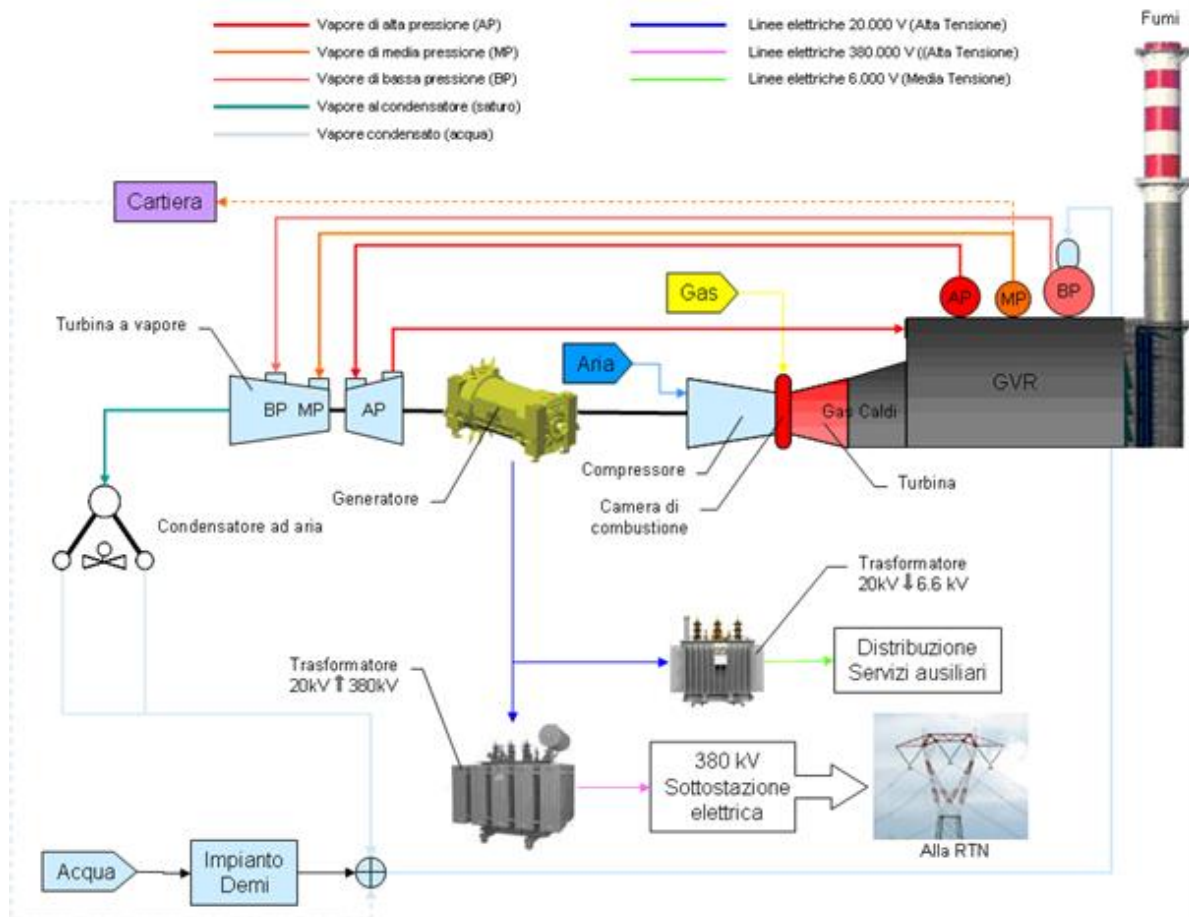 Vapore di alta pressione (AP)
Vapore di media pressione (MP)
Vapore di bassa pressione (BP)
Vapore al condensatore (saturo)
Vapore condensato (acqua)
Linee elettriche 20.000 V (Alta Tensione)
Linee elettriche 380.000 V ((Alta Tensione)
Linee elettriche 6.000 V (Media Tensione)
Fumi
Cartiera
Gas
AP
MP
BP
Turbina a vapore
Aria
GVR
BP
MP
AP
Gas Caldi
Compressore
Turbina
Generatore
Camera di
combustione
Condensatore ad aria
Trasformatore
20kV ⇓ 6.6 kV
Distribuzione
Servizi ausiliari
Trasformatore
20kV ⇑ 380kV
380 kV
Sottostazione
elettrica
Alla RTN
Acqua
Impianto
Demi